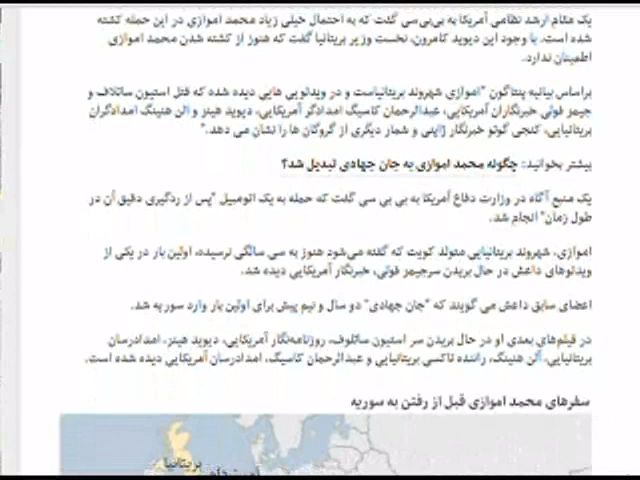 یک مقام ارشد نظامی آمریکا به بی‌بی‌سی گفت که به احتمال خیلی زیاد محمد اموازی در این حمله کشته
شده است. با وجود این دیوید کامرون، نخست وزیر بریتانیا گفت که هنوز از کشته شدن محمد اموازی
اطمینان ندارد.
براساس بیانیه پنتاگون "اموازی شهروند بریتانیاست و در ویدئویی هایی دیده شده که قتل استیون ساتلاف و
جیمز فولی خبرنگاران آمریکایی، عبدالرحمان کاسیگ امدادگر آمریکایی، دیوید هینز و الن هنینگ امدادگران
بریتانیایی، کنجی گوتو خبرنگار ژاپنی و شمار دیگری از گروگان ها را نشان می دهد."
بیشتر بخوانید: چگونه محمد اموازی به جان جهادی تبدیل شد؟
یک منبع آگاه در وزارت دفاع آمریکا به بی بی سی گفت که حمله به یک اتومبیل "پس از ردگیری دقیق آن در
طول زمان" انجام شد.
اموازی، شهروند بریتانیایی متولد کویت که گفته می‌شود هنوز به سی سالگی نرسیده، اولین بار در یکی از
ویدئوهای داعش در حال بریدن سرجیمز فولی، خبرنگار آمریکایی دیده شد.
اعضای سابق داعش می گویند که "جان جهادی" دو سال و نیم پیش برای اولین بار وارد سوریه شد.
در فیلم‌های بعدی او در حال بریدن سر استیون ساتلوف، روزنامه‌نگار آمریکایی، دیوید هینز، امدادرسان
بریتانیایی، آلن هنینگ، راننده تاکسی بریتانیایی و عبدالرحمان کاسیگ، امدادرسان آمریکایی دیده شده است.
سفرهای محمد اموازی قبل از رفتن به سوریه
بریتانیا